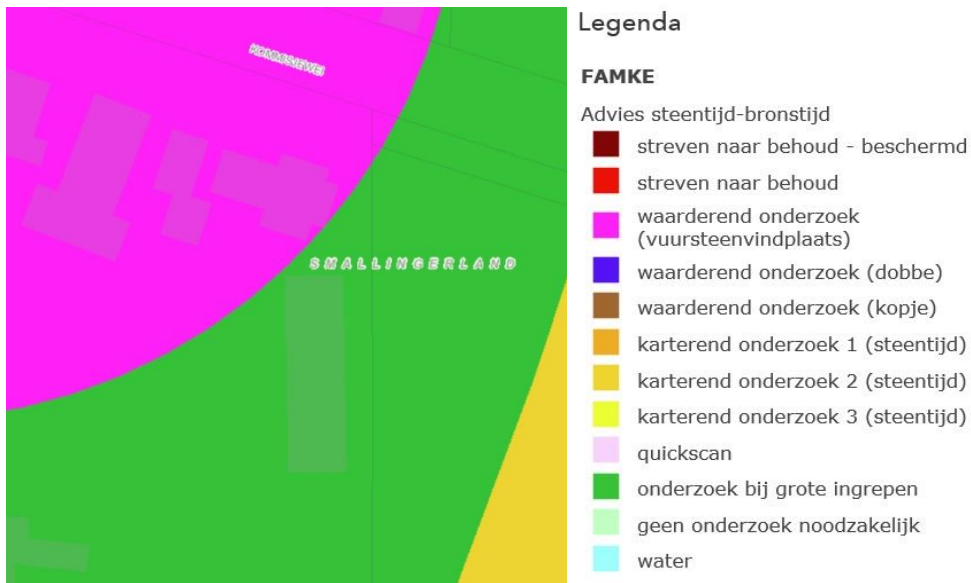 KOMMISJEWEI
SMALLINGERLAND
Legenda
FAMKE
Advies steentijd-bronstijd
streven naar behoud - beschermd
streven naar behoud
waarderend onderzoek
(vuursteenvindplaats)
waarderend onderzoek (dobbe)
waarderend onderzoek (kopje)
karterend onderzoek 1 (steentijd)
karterend onderzoek 2 (steentijd)
karterend onderzoek 3 (steentijd)
quickscan
onderzoek bij grote ingrepen
geen onderzoek noodzakelijk
water